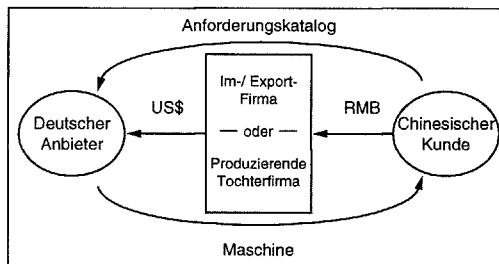 Anforderungskatalog
Im-/ Export-
Firma
US$
RMB
Deutscher
Anbieter
— oder —
Chinesischer
Kunde
Produzierende
Tochterfirma
Maschine